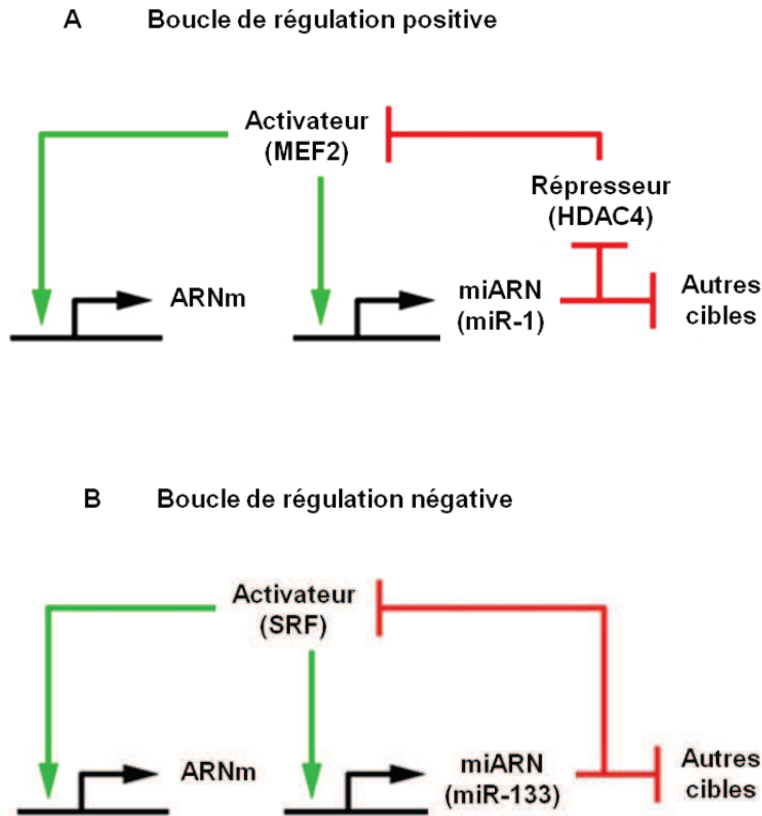 A Boucle de régulation positive
Activateur
(MEF2)
Répresseur
(HDAC4)
ARNm
miARN
(miR-1)
Autres
cibles
B Boucle de régulation négative
Activateur
(SRF)
ARNm
miARN
(miR-133)
Autres
cibles